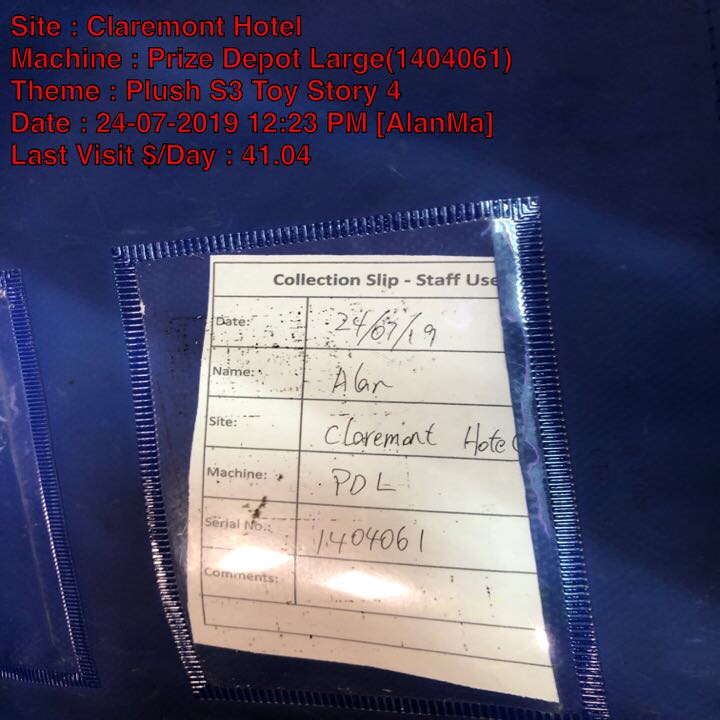 Site : Claremont Hotel
Machine : Prize Depot Large(1404061)
Theme : Plush S3 Toy Story 4
Date : 24-07-2019 12:23 PM [AlanMa]
Last Visit $/Day : 41.04
Collection Slip - Staff Use
Date: 24/07/19
Name: Alan
Site: Claremont Hotel
Machine: PDL
Serial No.: 1404061
Comments: